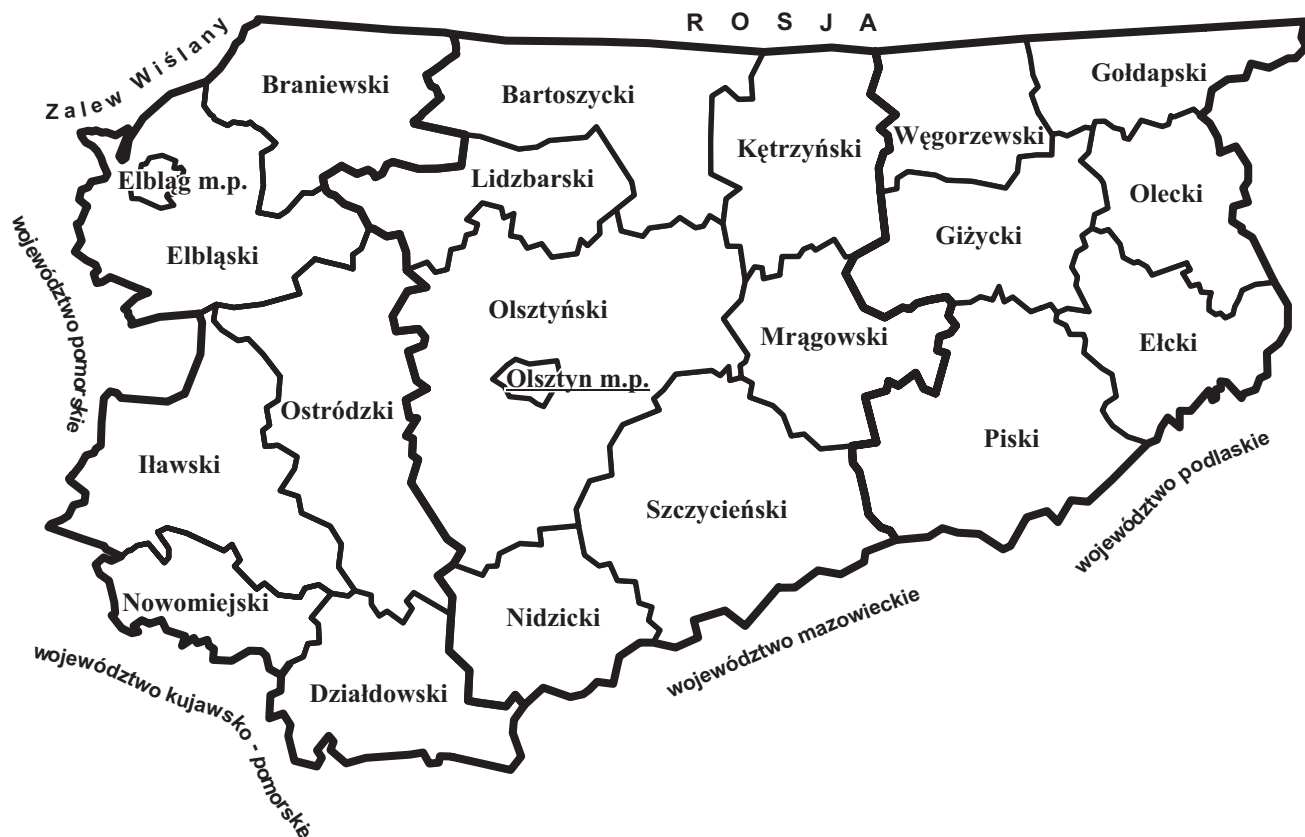 R O S J A
Zalew Wiślany
Braniewski
Bartoszycki
Gołdapski
Węgorzewski
Kętrzyński
Elbląg m.p.
Lidzbarski
Olecki
Giżycki
Elbląski
województwo pomorskie
Olsztyński
Mrągowski
Ełcki
Olsztyn m.p.
Ostródzki
Piski
Iławski
województwo podlaskie
Szczycieński
Nowomiejski
Nidzicki
województwo mazowieckie
Działdowski
województwo kujawsko - pomorskie